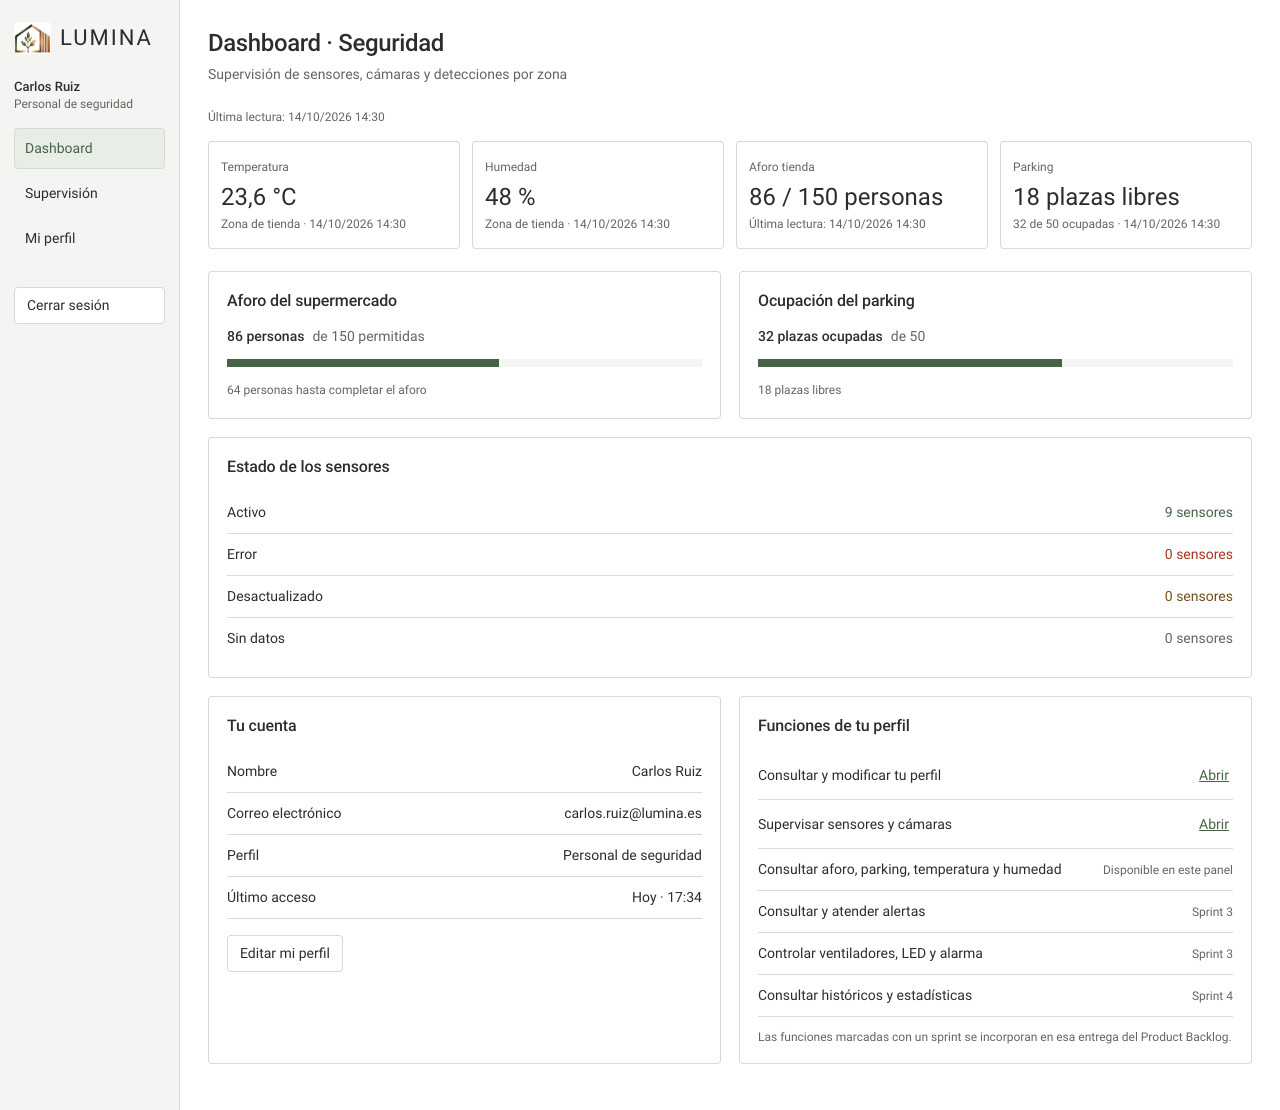 LUMINA
Carlos Ruiz
Personal de seguridad
Dashboard
Supervisión
Mi perfil
Cerrar sesión
Dashboard · Seguridad
Supervisión de sensores, cámaras y detecciones por zona
Última lectura: 14/10/2026 14:30
Temperatura
23,6 °C
Zona de tienda · 14/10/2026 14:30
Humedad
48 %
Zona de tienda · 14/10/2026 14:30
Aforo tienda
86 / 150 personas
Última lectura: 14/10/2026 14:30
Parking
18 plazas libres
32 de 50 ocupadas · 14/10/2026 14:30
Aforo del supermercado
86 personas de 150 permitidas
64 personas hasta completar el aforo
Ocupación del parking
32 plazas ocupadas de 50
18 plazas libres
Estado de los sensores
Activo 9 sensores
Error 0 sensores
Desactualizado 0 sensores
Sin datos 0 sensores
Tu cuenta
Nombre Carlos Ruiz
Correo electrónico carlos.ruiz@lumina.es
Perfil Personal de seguridad
Último acceso Hoy · 17:34
Editar mi perfil
Funciones de tu perfil
Consultar y modificar tu perfil Abrir
Supervisar sensores y cámaras Abrir
Consultar aforo, parking, temperatura y humedad Disponible en este panel
Consultar y atender alertas Sprint 3
Controlar ventiladores, LED y alarma Sprint 3
Consultar históricos y estadísticas Sprint 4
Las funciones marcadas con un sprint se incorporan en esa entrega del Product Backlog.